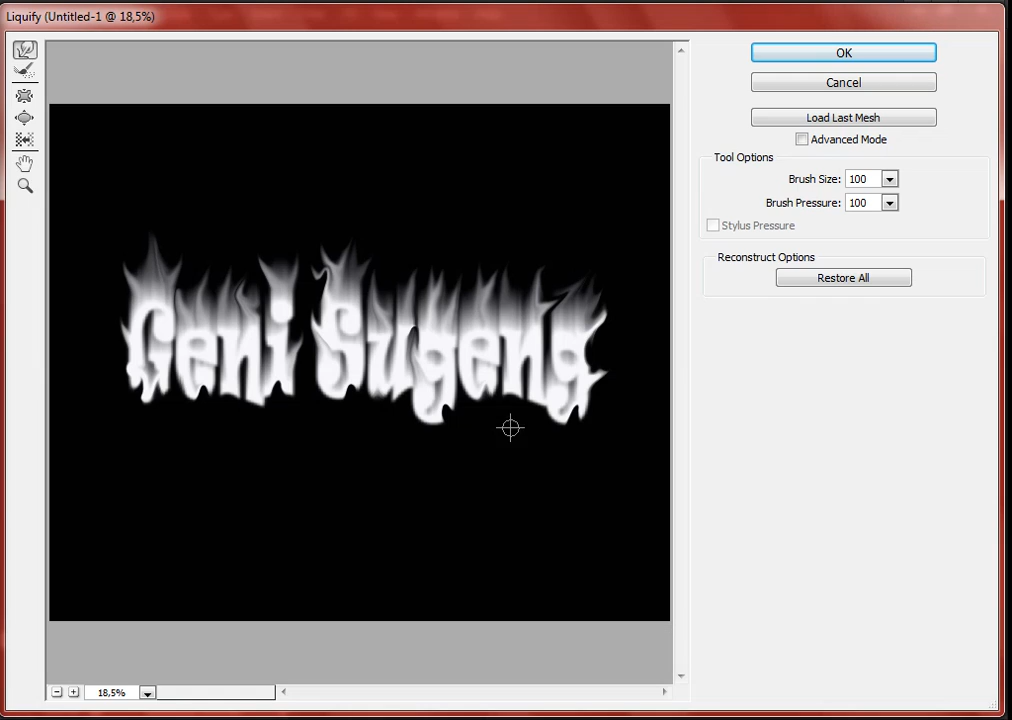 Liquify (Untitled-1 @ 18,5%)
OK
Cancel
Load Last Mesh
Advanced Mode
Tool Options
Brush Size: 100
Brush Pressure: 100
Stylus Pressure
Reconstruct Options
Restore All
Geni Sugeng
18,5%